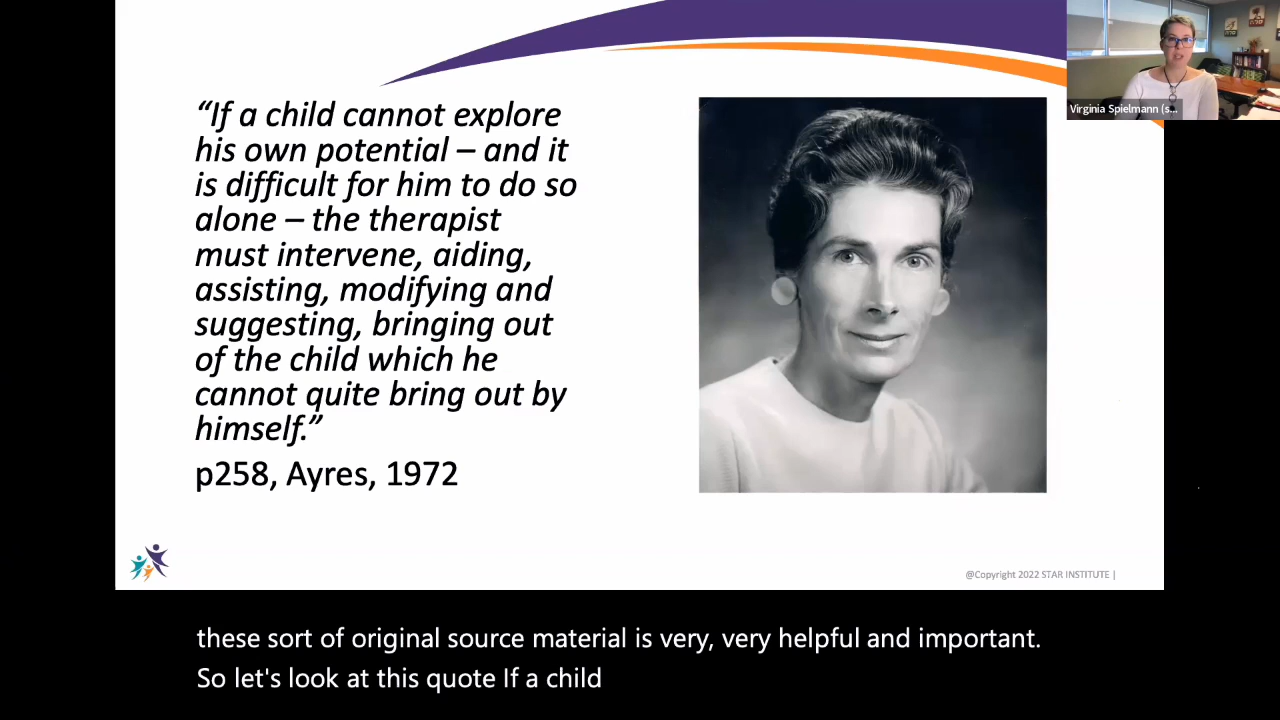 “If a child cannot explore
his own potential – and it
is difficult for him to do so
alone – the therapist
must intervene, aiding,
assisting, modifying and
suggesting, bringing out
of the child which he
cannot quite bring out by
himself.”
p258, Ayres, 1972
Virginia Spielmann (s...
@Copyright 2022 STAR INSTITUTE |
these sort of original source material is very, very helpful and important.
So let's look at this quote If a child